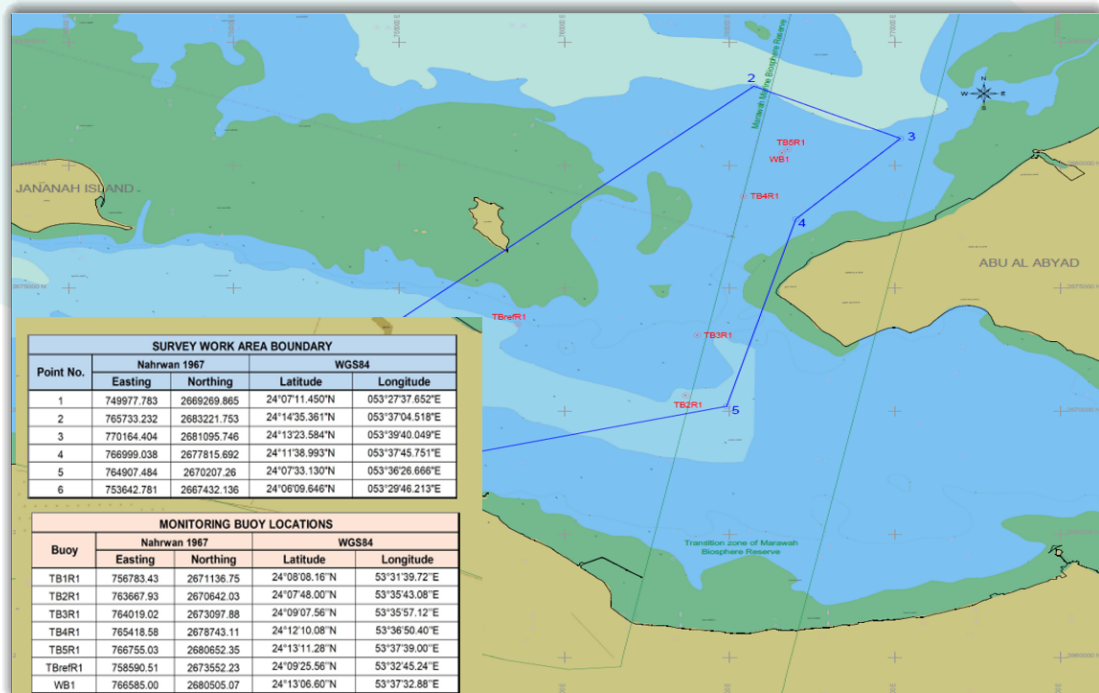 2
Marawah Marine Biosphere Reserve
N
W E
S
3
TB5R1
WB1
JANANAH ISLAND
TB4R1
4
ABU AL ABYAD
TBrefR1
TB3R1
TB2R1
5
Transition zone of Marawah
Biosphere Reserve
SURVEY WORK AREA BOUNDARY
Point No. Nahrwan 1967 WGS84
Easting Northing Latitude Longitude
1 749977.783 2669269.865 24°07'11.450"N 053°27'37.652"E
2 765733.232 2683221.753 24°14'35.361"N 053°37'04.518"E
3 770164.404 2681095.746 24°13'23.584"N 053°39'40.049"E
4 766999.038 2677815.692 24°11'38.993"N 053°37'45.751"E
5 764907.484 2670207.26 24°07'33.130"N 053°36'26.666"E
6 753642.781 2667432.136 24°06'09.646"N 053°29'46.213"E
MONITORING BUOY LOCATIONS
Buoy Nahrwan 1967 WGS84
Easting Northing Latitude Longitude
TB1R1 756783.43 2671136.75 24°08'08.16"N 53°31'39.72"E
TB2R1 763667.93 2670642.03 24°07'48.00"N 53°35'43.08"E
TB3R1 764019.02 2673097.88 24°09'07.56"N 53°35'57.12"E
TB4R1 765418.58 2678743.11 24°12'10.08"N 53°36'50.40"E
TB5R1 766755.03 2680652.35 24°13'11.28"N 53°37'39.00"E
TBrefR1 758590.51 2673552.23 24°09'25.56"N 53°32'45.24"E
WB1 766585.00 2680505.07 24°13'06.60"N 53°37'32.88"E